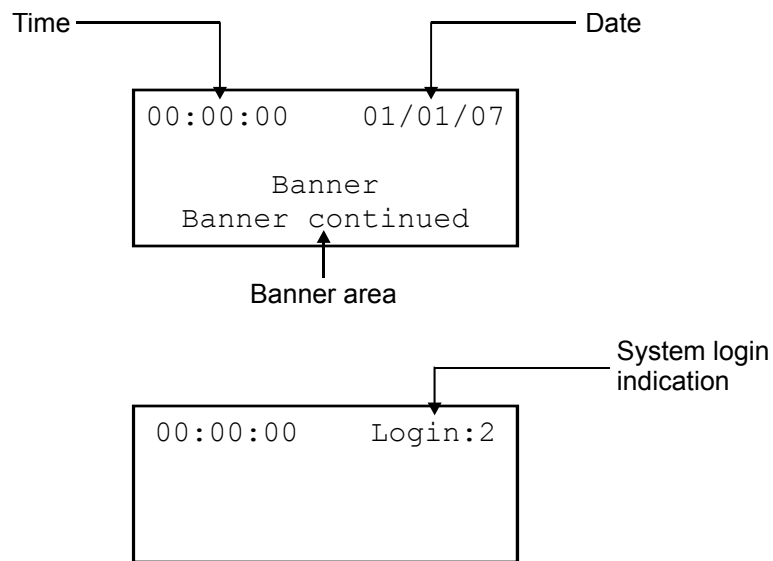 Time
Date
00:00:00 01/01/07
Banner
Banner continued
Banner area
System login
indication
00:00:00 Login:2